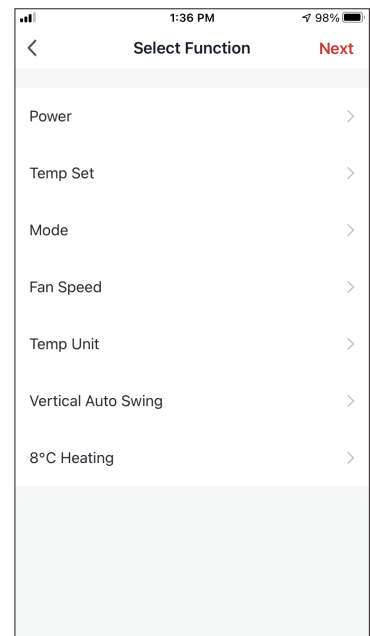 1:36 PM 98%
Select Function Next
Power
Temp Set
Mode
Fan Speed
Temp Unit
Vertical Auto Swing
8°C Heating